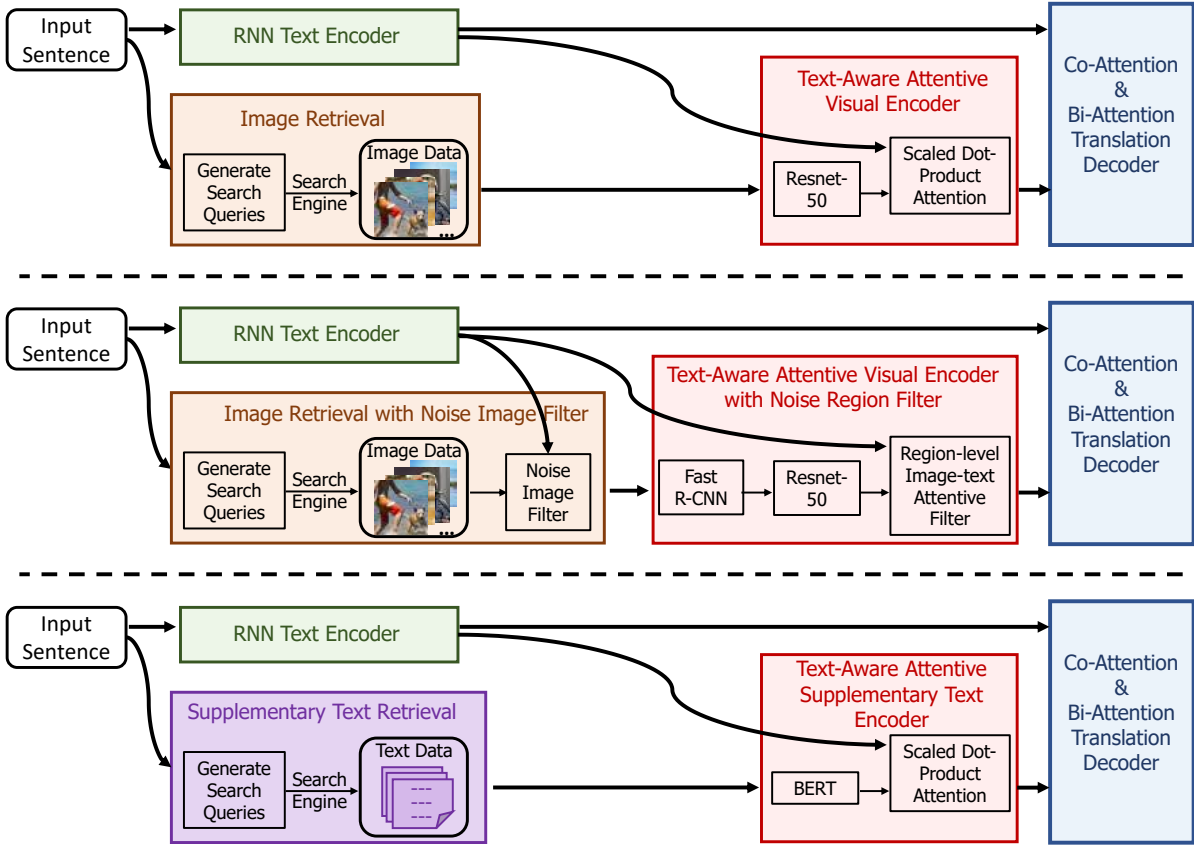 Input
Sentence
RNN Text Encoder
Image Retrieval
Generate
Search
Queries
Search
Engine
Image Data
...
Text-Aware Attentive
Visual Encoder
Resnet-
50
Scaled Dot-
Product
Attention
Co-Attention
&
Bi-Attention
Translation
Decoder
Input
Sentence
RNN Text Encoder
Image Retrieval with Noise Image Filter
Generate
Search
Queries
Search
Engine
Image Data
...
Noise
Image
Filter
Text-Aware Attentive Visual Encoder
with Noise Region Filter
Fast
R-CNN
Resnet-
50
Region-level
Image-text
Attentive
Filter
Co-Attention
&
Bi-Attention
Translation
Decoder
Input
Sentence
RNN Text Encoder
Supplementary Text Retrieval
Generate
Search
Queries
Search
Engine
Text Data
---
---
Text-Aware Attentive
Supplementary Text
Encoder
BERT
Scaled Dot-
Product
Attention
Co-Attention
&
Bi-Attention
Translation
Decoder